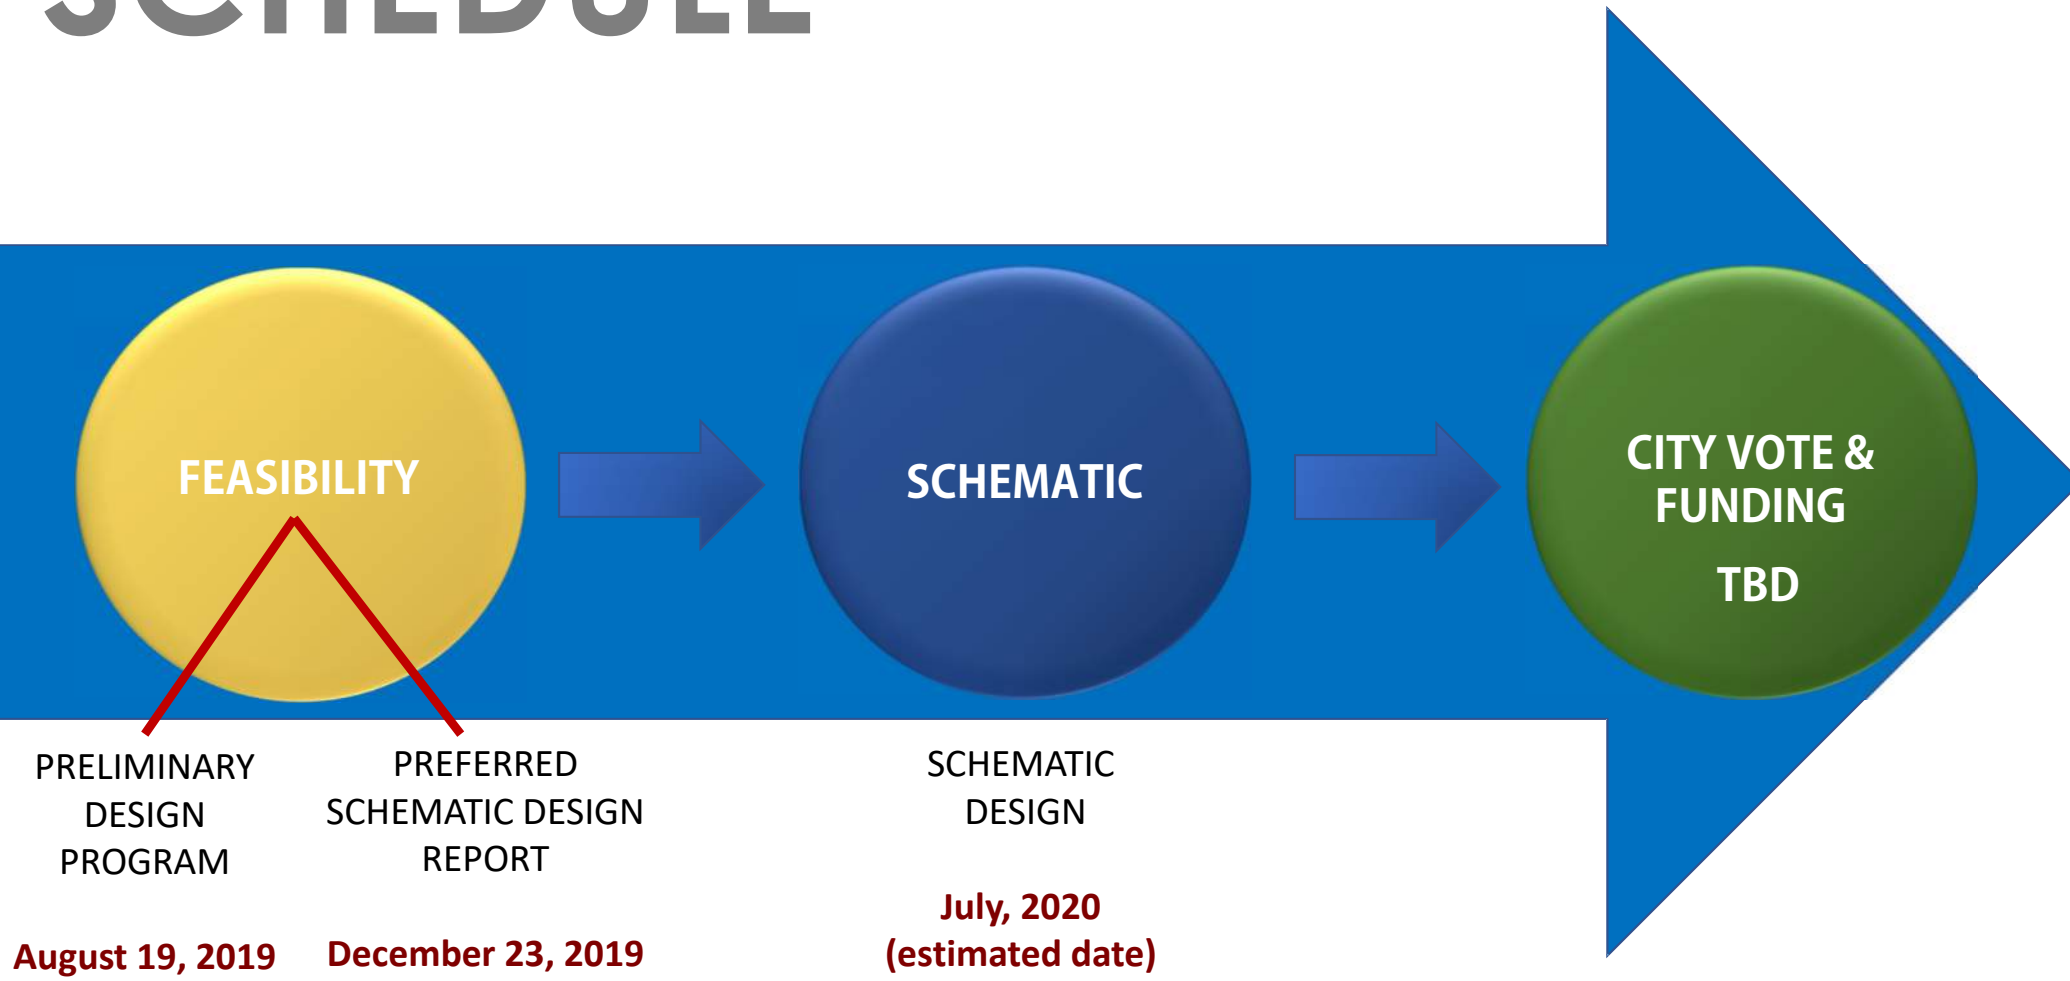 SCHEDULE
FEASIBILITY
SCHEMATIC
CITY VOTE &
FUNDING
TBD
PRELIMINARY
DESIGN
PROGRAM
August 19, 2019
PREFERRED
SCHEMATIC DESIGN
REPORT
December 23, 2019
SCHEMATIC
DESIGN
July, 2020
(estimated date)